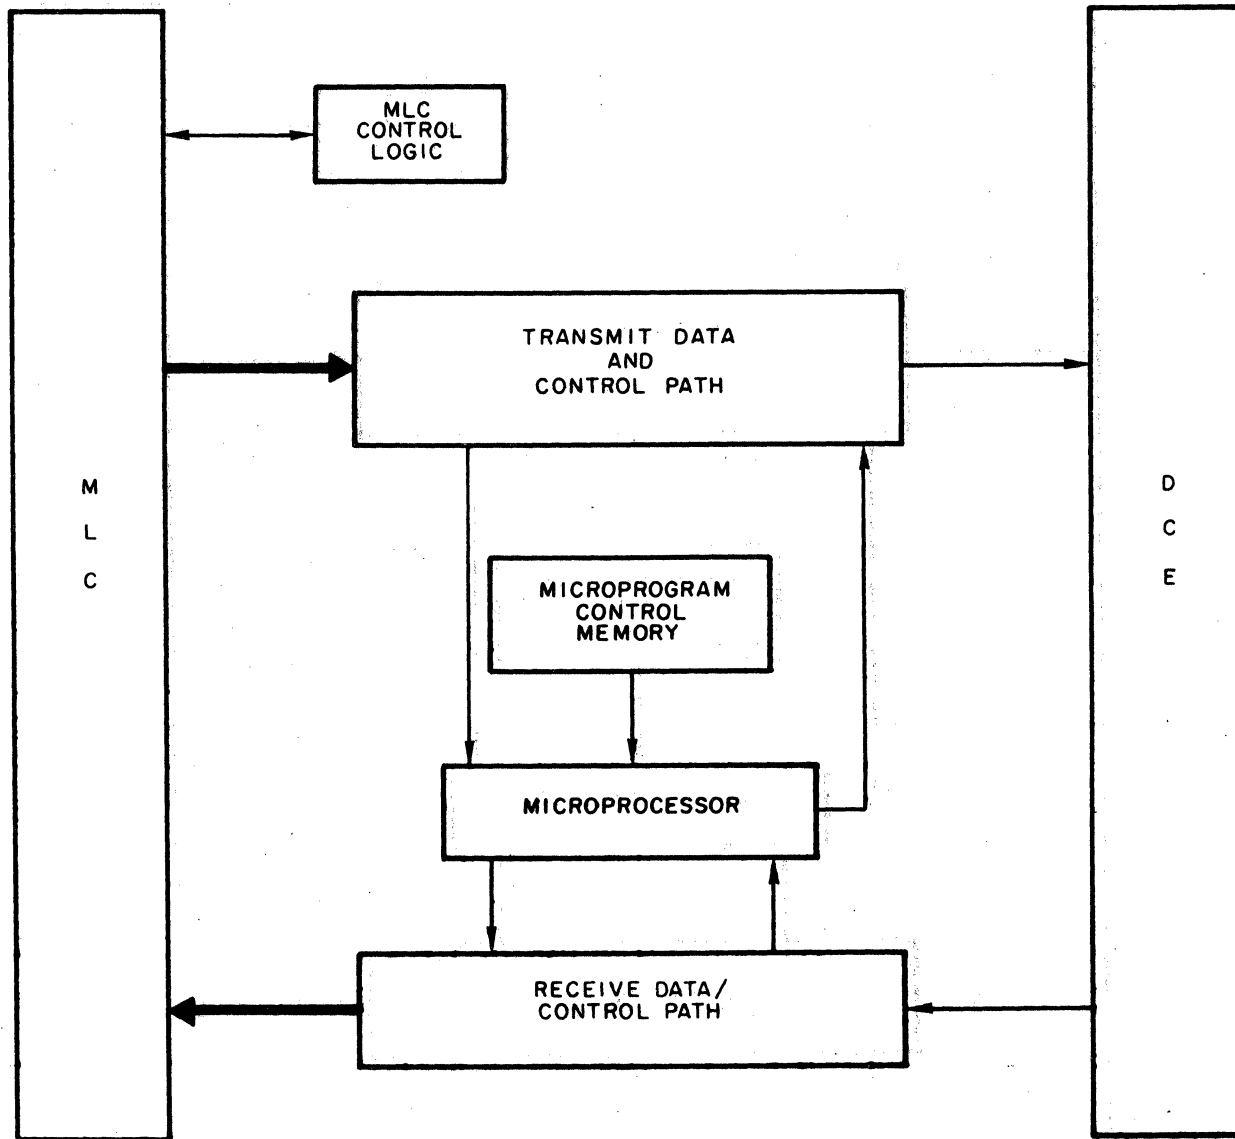 MLC
CONTROL
LOGIC
TRANSMIT DATA
AND
CONTROL PATH
M
L
C
D
C
E
MICROPROGRAM
CONTROL
MEMORY
MICROPROCESSOR
RECEIVE DATA/
CONTROL PATH